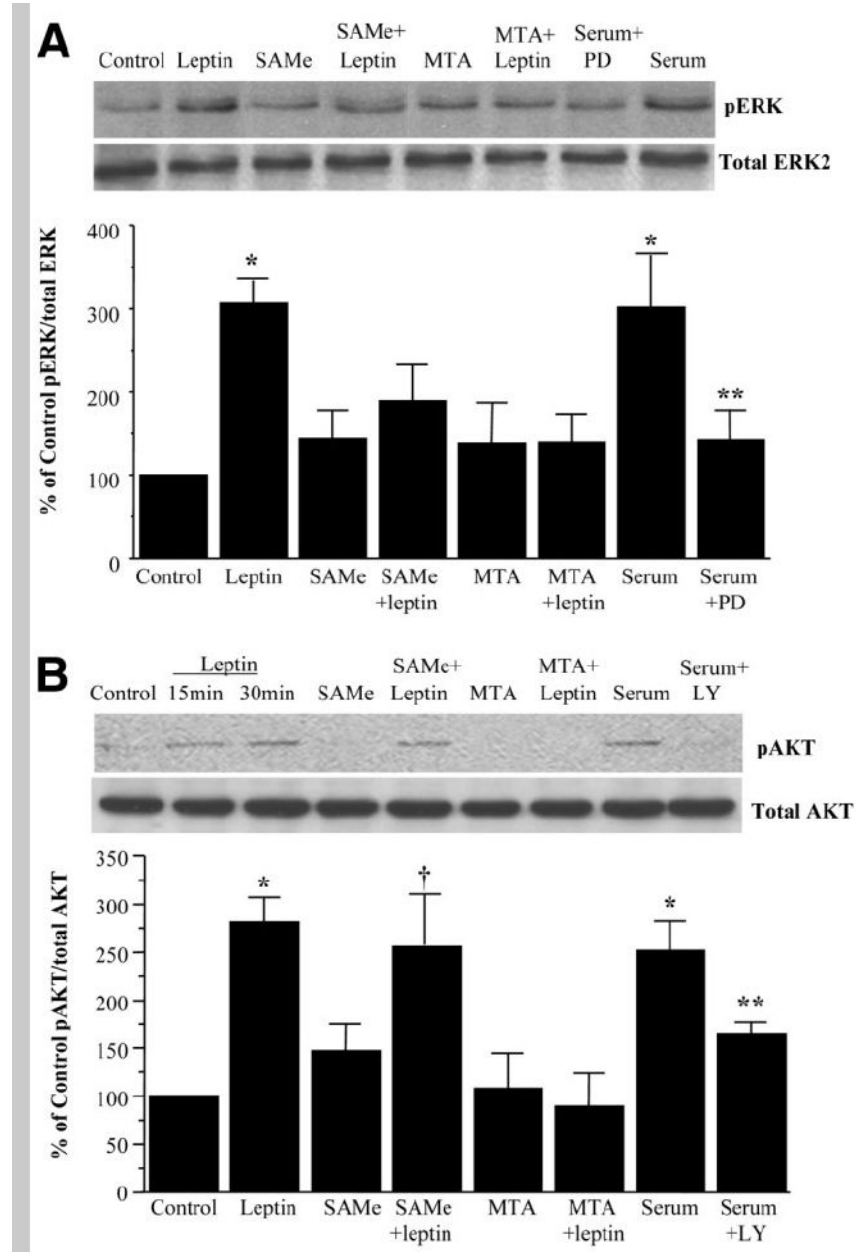 A
Control Leptin SAMe SAMe+ Leptin MTA MTA+ Leptin Serum+ PD Serum
pERK
Total ERK2
% of Control pERK/total ERK
400
300
200
100
0
*
*
**
Control Leptin SAMe SAMe +leptin MTA MTA +leptin Serum Serum +PD
B
Control Leptin 15min 30min SAMe SAMe+ Leptin MTA MTA+ Leptin Serum Serum+ LY
pAKT
Total AKT
% of Control pAKT/total AKT
350
300
250
200
150
100
50
0
*
†
*
**
Control Leptin SAMe SAMe +leptin MTA MTA +leptin Serum Serum +LY